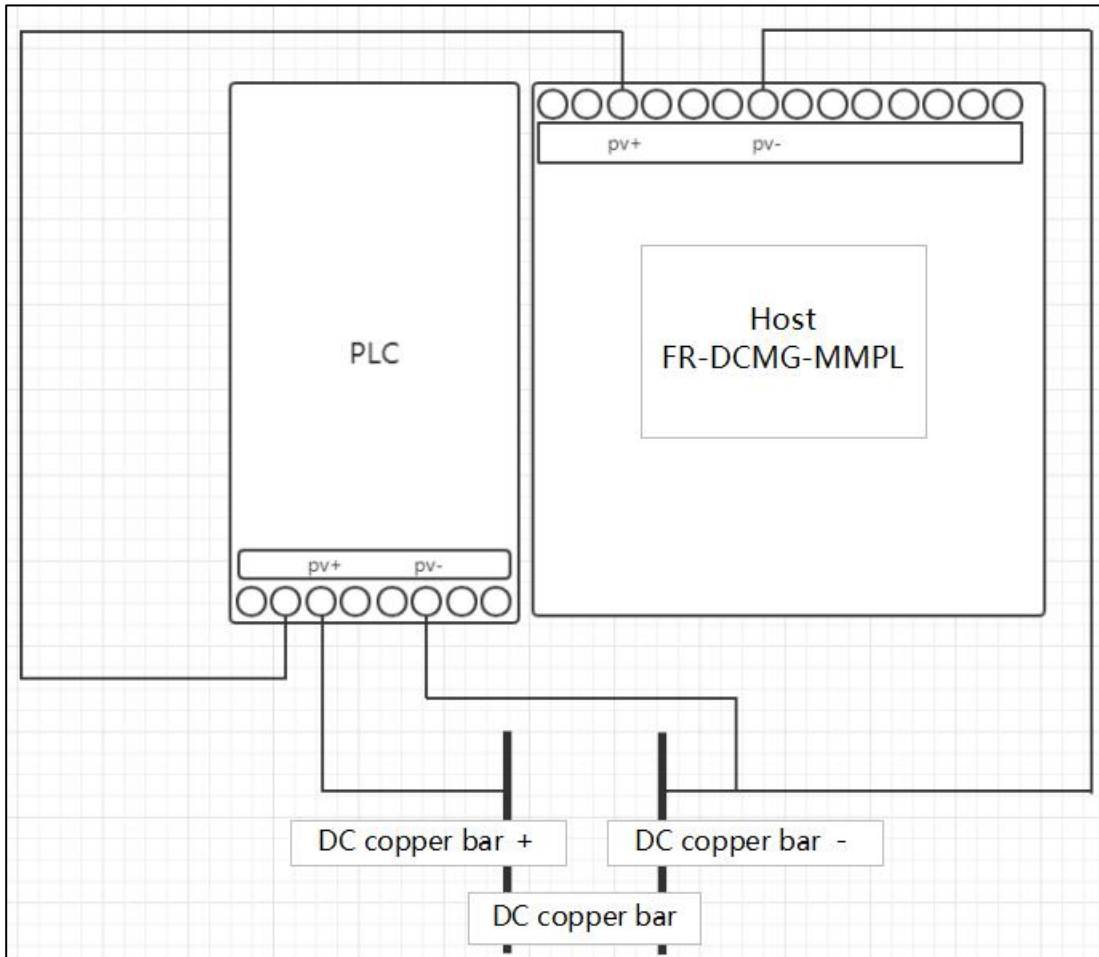 pv+ pv-
Host
FR-DCMG-MMPL
PLC
pv+ pv-
DC copper bar +
DC copper bar -
DC copper bar